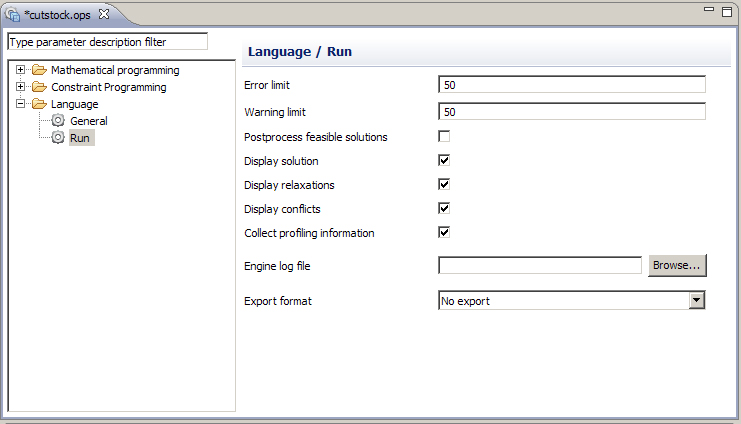 *cutstock.ops
Type parameter description filter
Mathematical programming
Constraint Programming
Language
General
Run
Language / Run
Error limit 50
Warning limit 50
Postprocess feasible solutions
Display solution
Display relaxations
Display conflicts
Collect profiling information
Engine log file Browse...
Export format No export